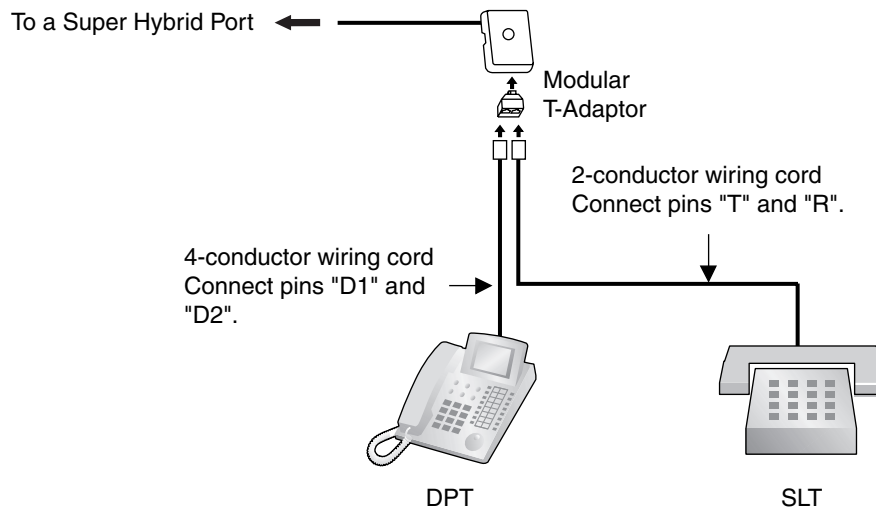 To a Super Hybrid Port
Modular
T-Adaptor
2-conductor wiring cord
Connect pins "T" and "R".
4-conductor wiring cord
Connect pins "D1" and
"D2".
DPT
SLT